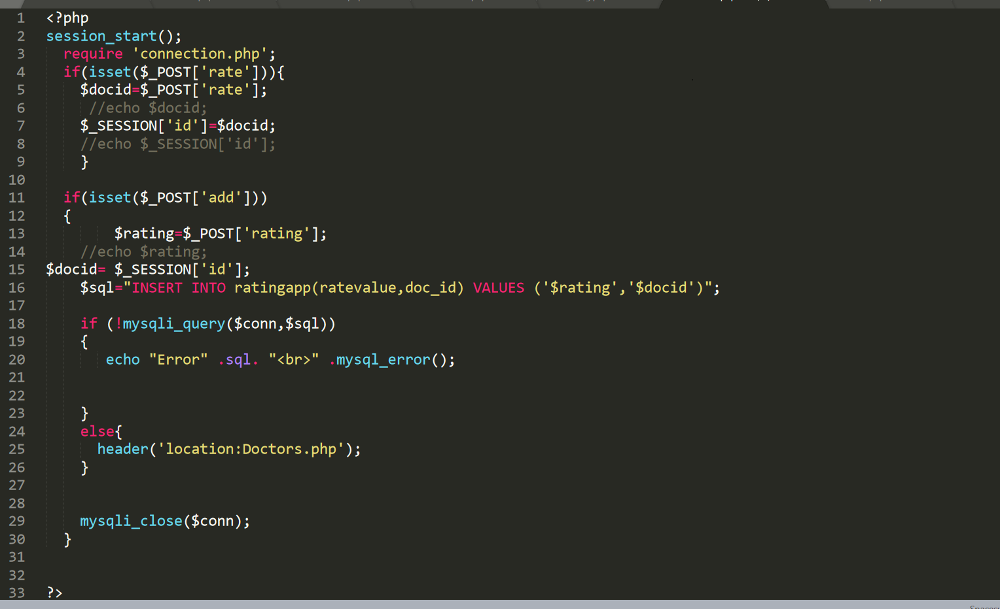 1 <?php
2 session_start();
3 require 'connection.php';
4 if(isset($_POST['rate'])){
5 $docid=$_POST['rate'];
6 //echo $docid;
7 $_SESSION['id']=$docid;
8 //echo $_SESSION['id'];
9 }
10
11 if(isset($_POST['add']))
12 {
13 $rating=$_POST['rating'];
14 //echo $rating;
15 $docid= $_SESSION['id'];
16 $sql="INSERT INTO ratingapp(ratevalue,doc_id) VALUES ('$rating','$docid')";
17
18 if (!mysqli_query($conn,$sql))
19 {
20 echo "Error" .sql. "<br>" .mysql_error();
21
22
23 }
24 else{
25 header('location:Doctors.php');
26 }
27
28
29 mysqli_close($conn);
30 }
31
32
33 ?>